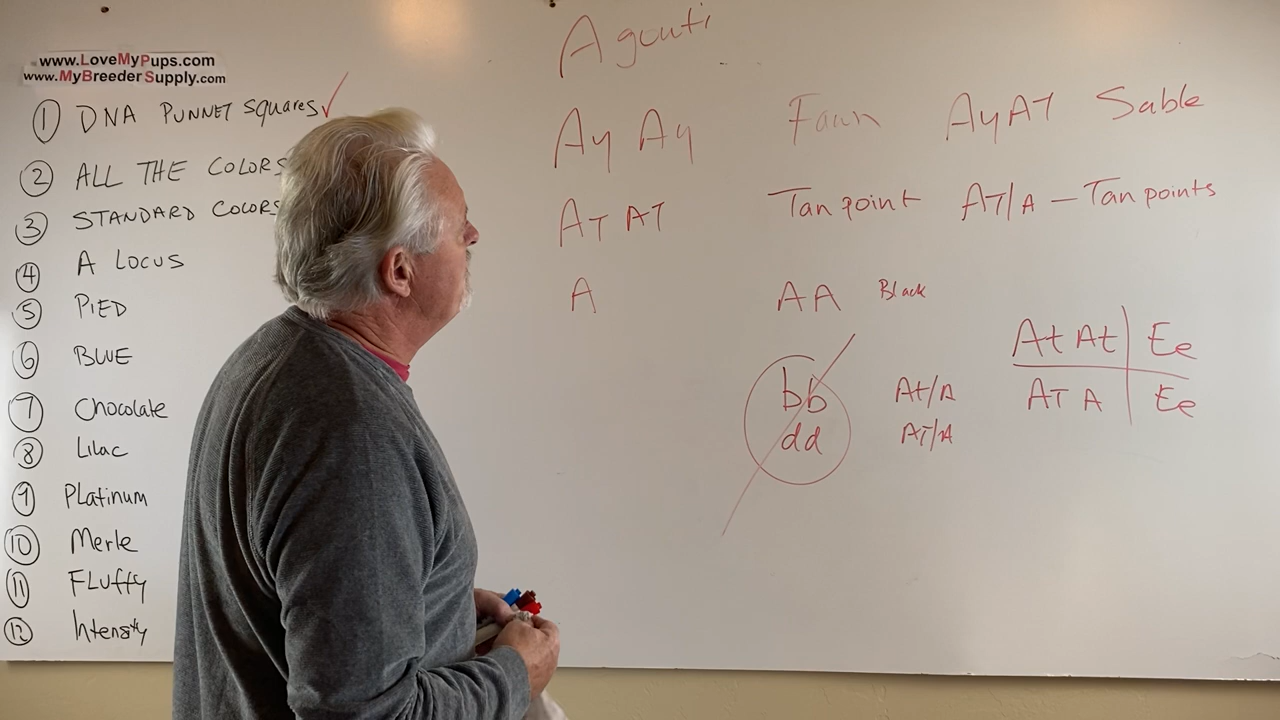 www.LoveMyPups.com
www.MyBreederSupply.com
① DNA PUNNET SQuares ✓
② ALL THE COLORS
③ STANDARD COLORS
④ A LOCUS
⑤ PIED
⑥ BLUE
⑦ Chocolate
⑧ Lilac
⑨ PLatinum
⑩ Merle
⑪ FLuffy
⑫ Intensity
Agouti
Ay Ay Fawn AyAT Sable
AT AT Tan point AT/A – Tan points
A AA Black
At At Ee
bb At/A AT A Ee
dd AT/A